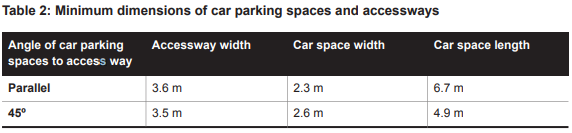 Table 2: Minimum dimensions of car parking spaces and accessways
Angle of car parking spaces to access way Accessway width Car space width Car space length
Parallel 3.6 m 2.3 m 6.7 m
45º 3.5 m 2.6 m 4.9 m